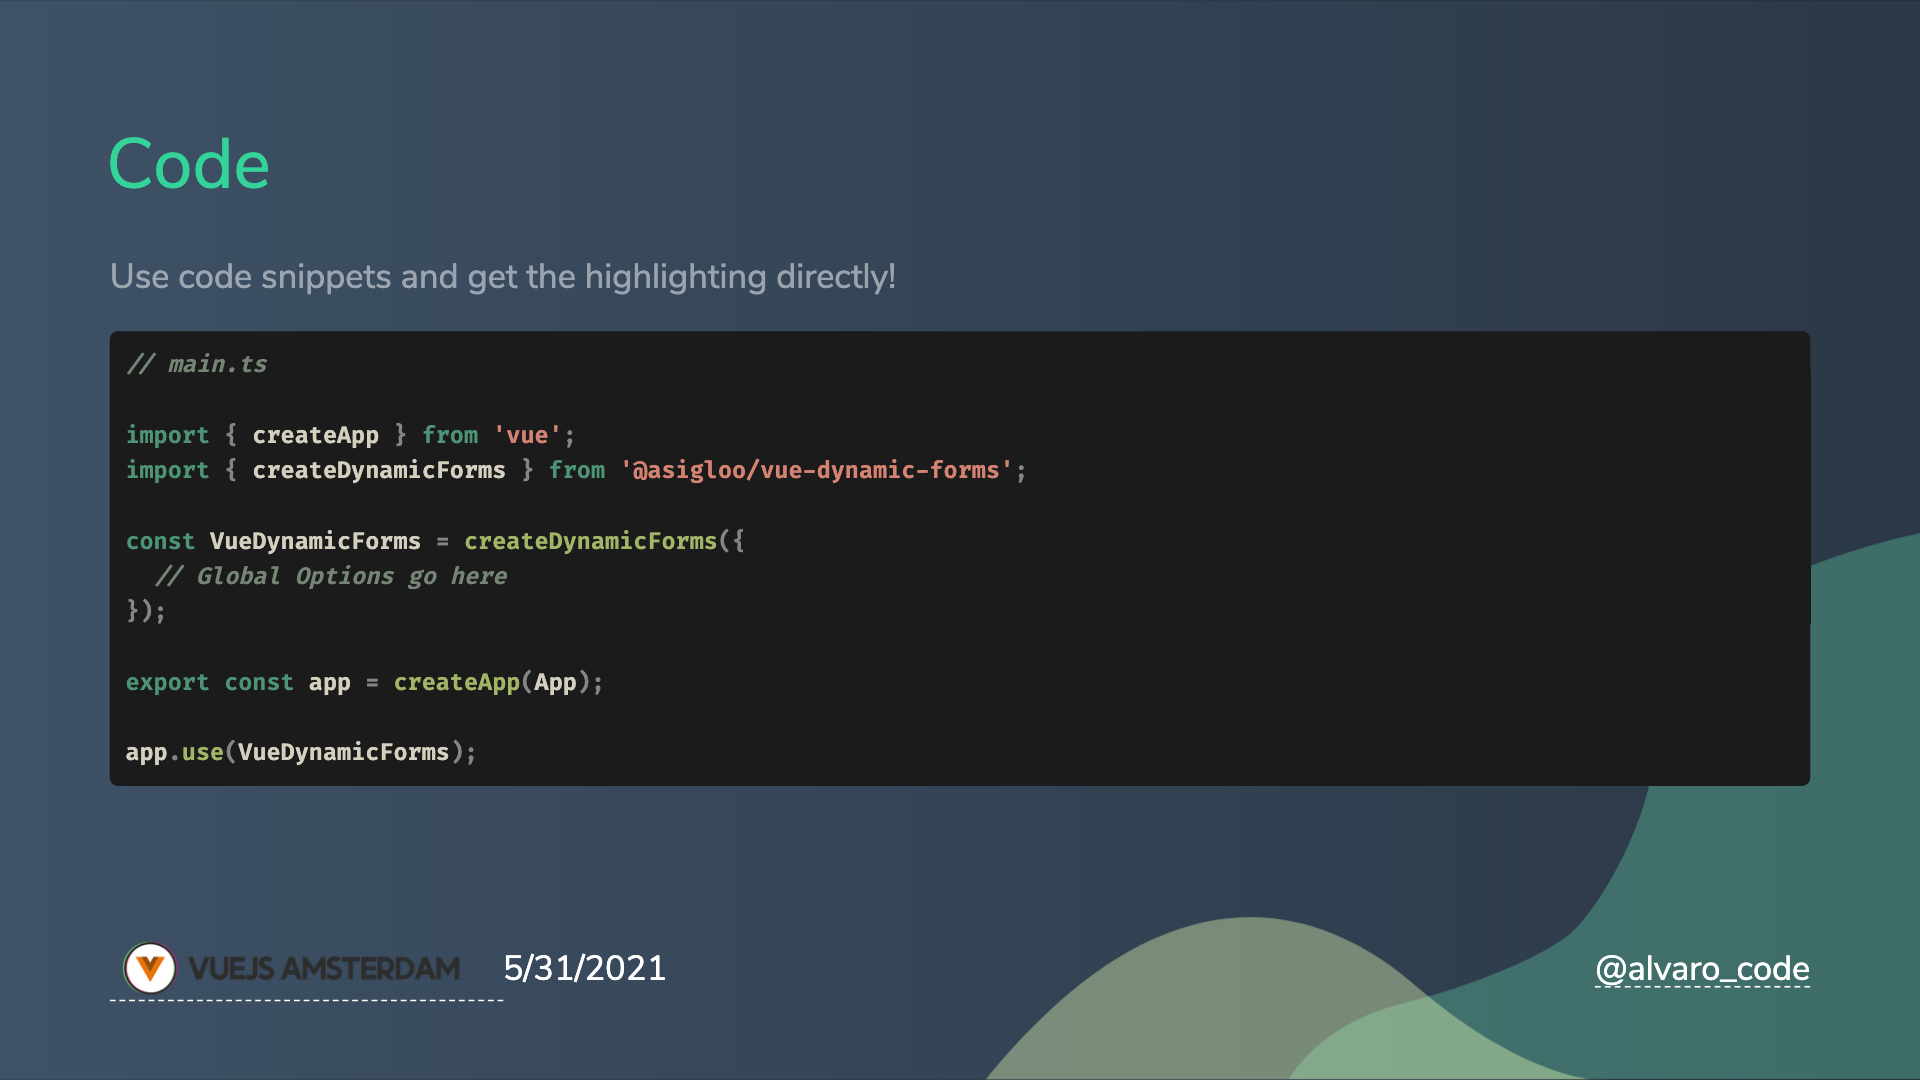 Code
Use code snippets and get the highlighting directly!
// main.ts
import { createApp } from 'vue';
import { createDynamicForms } from '@asigloo/vue-dynamic-forms';
const VueDynamicForms = createDynamicForms({
  // Global Options go here
});
export const app = createApp(App);
app.use(VueDynamicForms);
VUEJS AMSTERDAM 5/31/2021
@alvaro_code